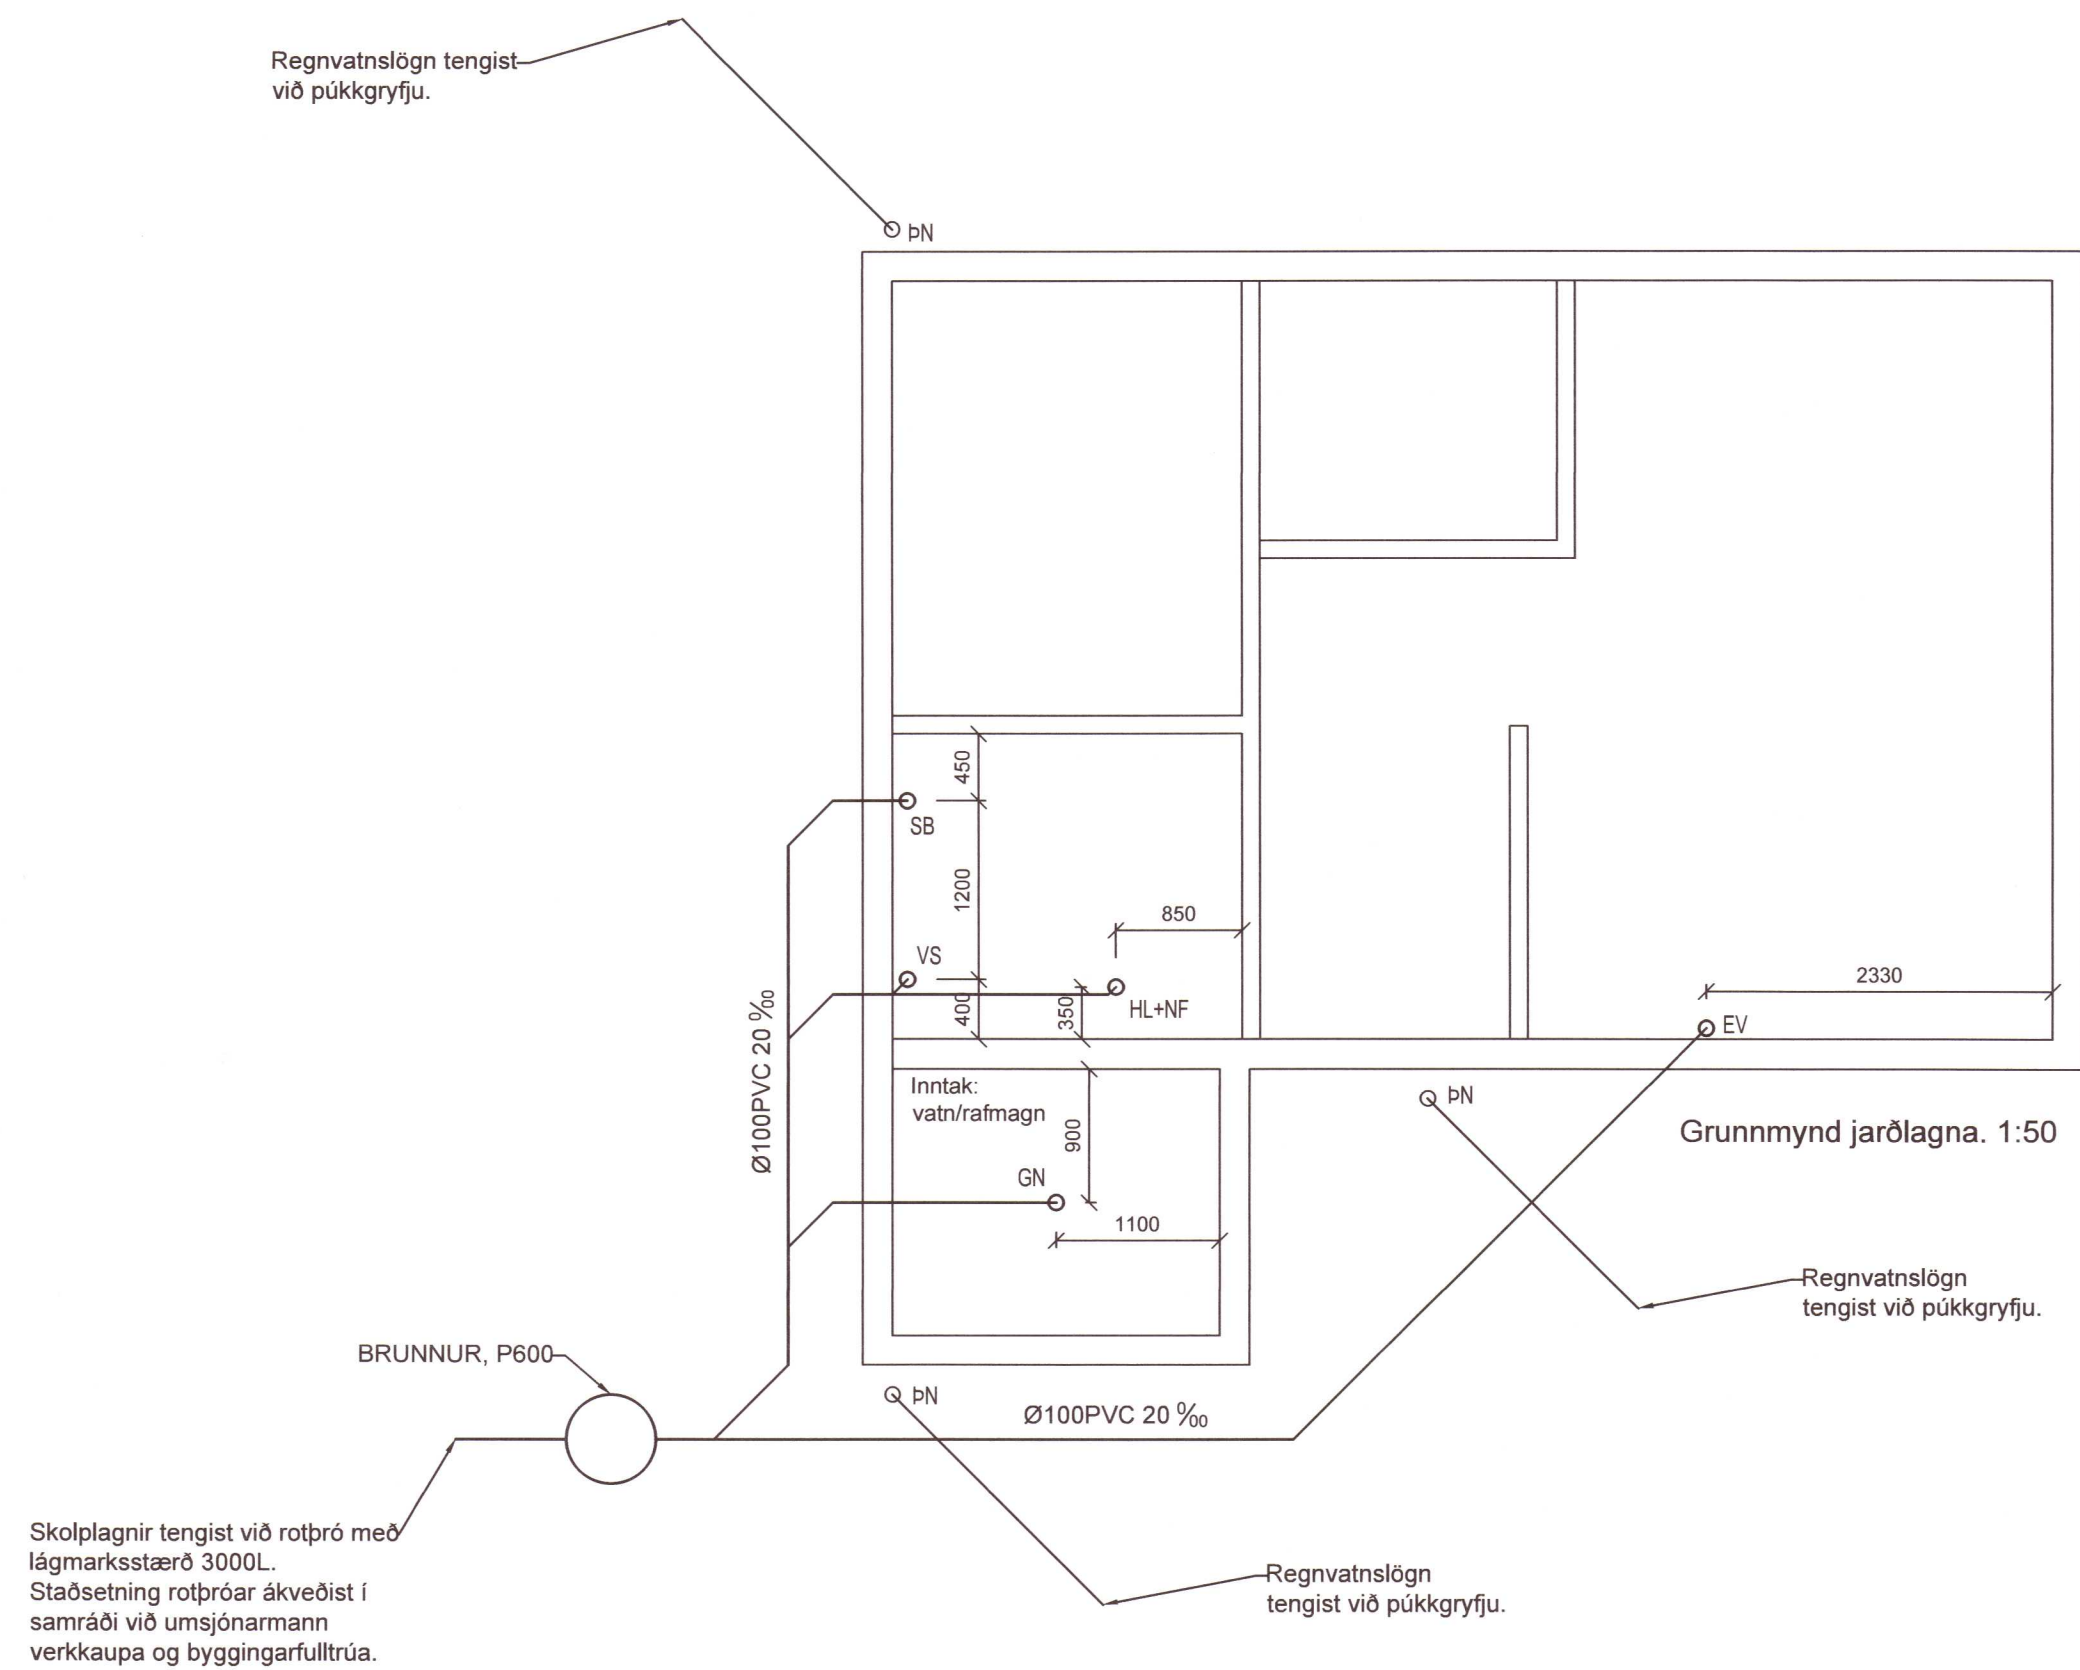 Regnvatnslögn tengist
við púkkgryfju.
ÞN
450
SB
1200
850
VS
2330
400
350
HL+NF
EV
Ø100PVC 20 ‰
Inntak:
vatn/rafmagn
900
ÞN
Grunnmynd jarðlagna. 1:50
GN
1100
Regnvatnslögn
tengist við púkkgryfju.
BRUNNUR, P600
ÞN
Ø100PVC 20 ‰
Skolplagnir tengist við rotþró með
lágmarksstærð 3000L.
Staðsetning rotþróar ákveðist í
samráði við umsjónarmann
verkkaupa og byggingarfulltrúa.
Regnvatnslögn
tengist við púkkgryfju.